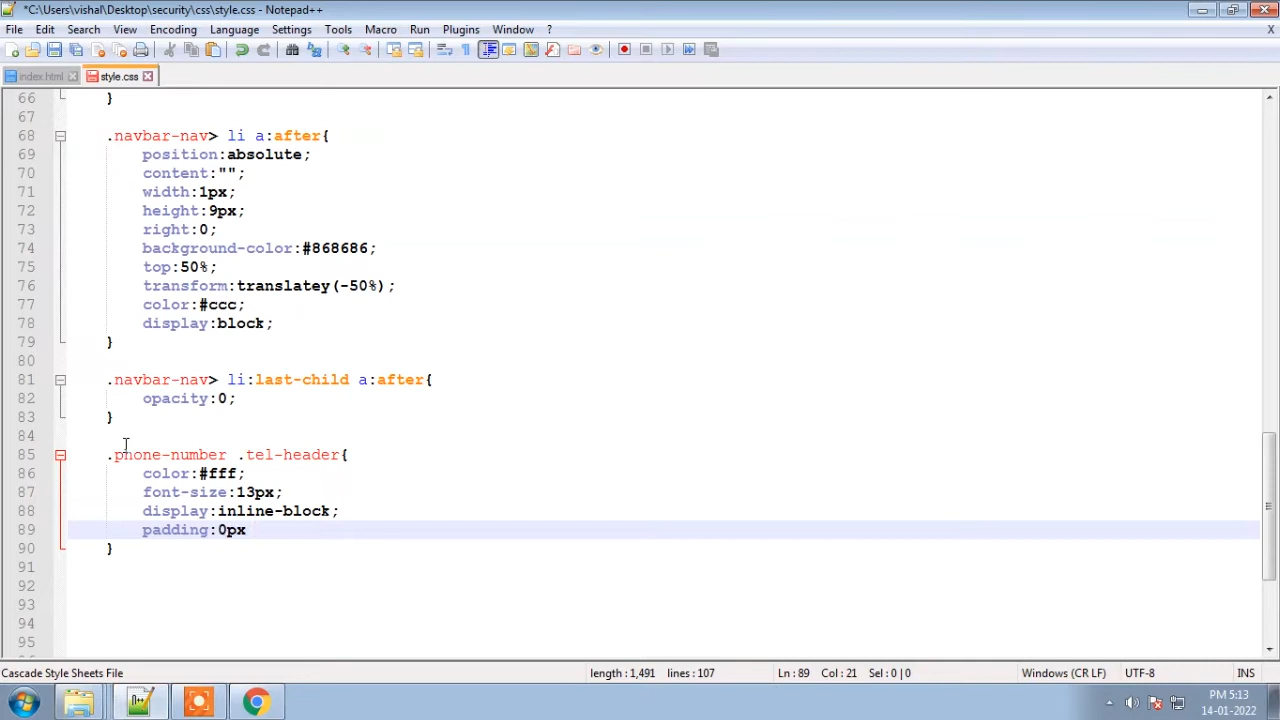 *C:\Users\vishal\Desktop\security\css\style.css - Notepad++
File Edit Search View Encoding Language Settings Tools Macro Run Plugins Window ? X
index.html style.css
66 }
67
68 .navbar-nav> li a:after{
69 position:absolute;
70 content:"";
71 width:1px;
72 height:9px;
73 right:0;
74 background-color:#868686;
75 top:50%;
76 transform:translatey(-50%);
77 color:#ccc;
78 display:block;
79 }
80
81 .navbar-nav> li:last-child a:after{
82 opacity:0;
83 }
84
85 .phone-number .tel-header{
86 color:#fff;
87 font-size:13px;
88 display:inline-block;
89 padding:0px
90 }
91
92
93
94
95
Cascade Style Sheets File length : 1,491 lines : 107 Ln : 89 Col : 21 Sel : 0 | 0 Windows (CR LF) UTF-8 INS
PM 5:13
14-01-2022